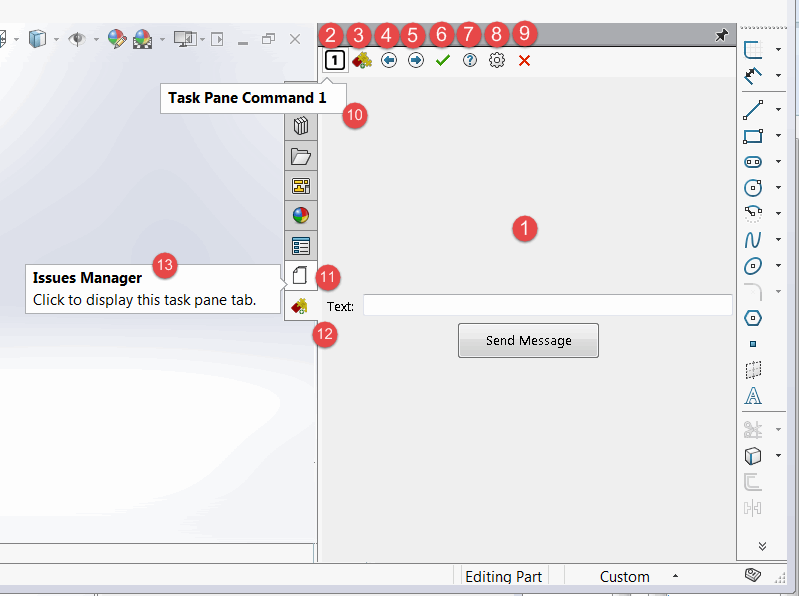 2 3 4 5 6 7 8 9
1
Task Pane Command 1
10
1
13
Issues Manager
Click to display this task pane tab.
11
Text:
12
Send Message
A
Editing Part
Custom